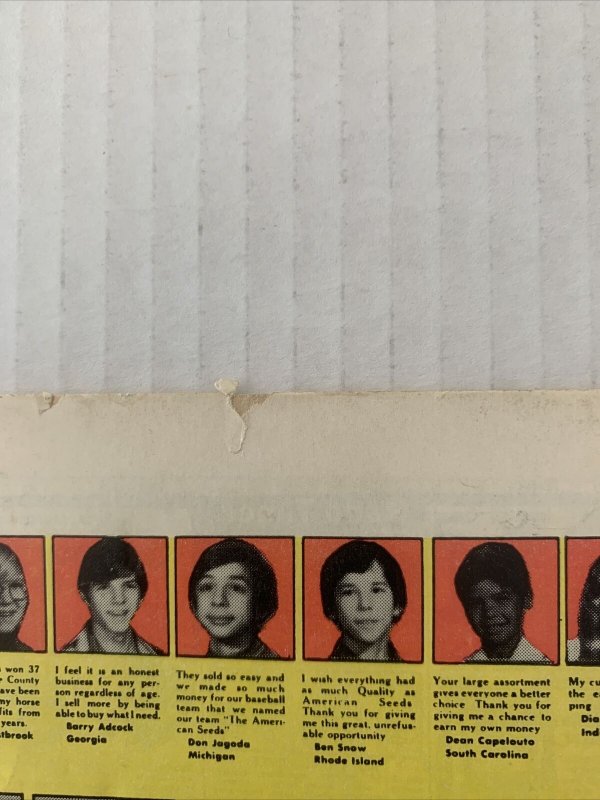 won 37
County
ave been
my horse
fits from
years.
tbrook
I feel it is an honest
business for any per-
son regardless of age.
I sell more by being
able to buy what I need.
Barry Adcock
Georgia
They sold so easy and
we made so much
money for our baseball
team that we named
our team "The Ameri-
can Seeds"
Don Jagoda
Michigan
I wish everything had
as much Quality as
American Seeds
Thank you for giving
me this great, unrefus-
able opportunity
Ben Snow
Rhode Island
Your large assortment
gives everyone a better
choice Thank you for
giving me a chance to
earn my own money
Dean Capelouto
South Carolina
My cu
the ea
ping
Dia
Ind